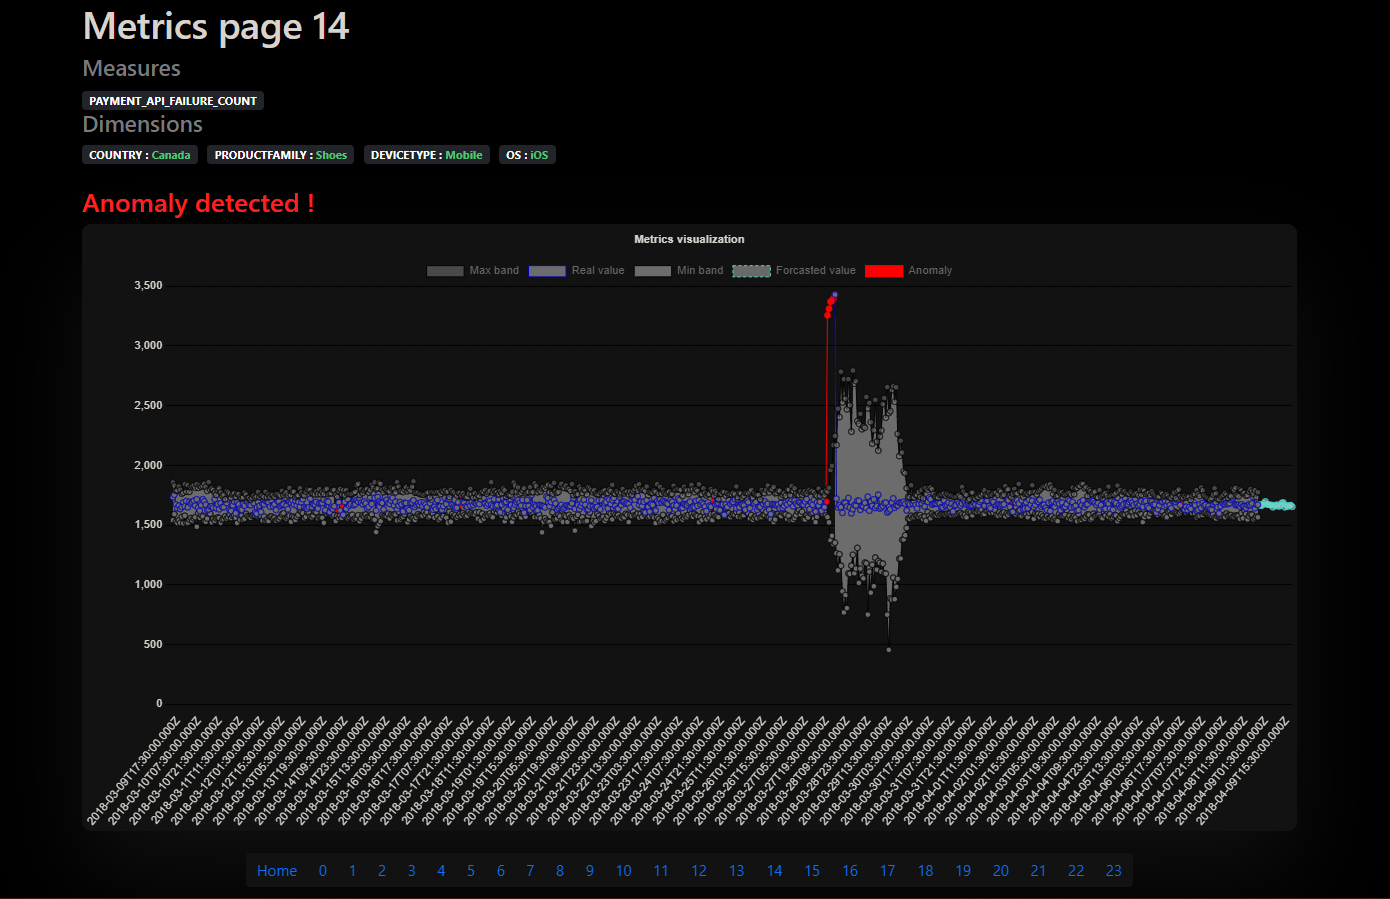 Metrics page 14
Measures
PAYMENT_API_FAILURE_COUNT
Dimensions
COUNTRY : Canada PRODUCTFAMILY : Shoes DEVICETYPE : Mobile OS : iOS
Anomaly detected !
Metrics visualization
Max band Real value Min band Forcasted value Anomaly
3,500
3,000
2,500
2,000
1,500
1,000
500
0
2018-03-09T17:30:00.000Z
2018-03-10T07:30:00.000Z
2018-03-10T21:30:00.000Z
2018-03-11T11:30:00.000Z
2018-03-12T01:30:00.000Z
2018-03-12T15:30:00.000Z
2018-03-13T05:30:00.000Z
2018-03-13T19:30:00.000Z
2018-03-14T09:30:00.000Z
2018-03-14T23:30:00.000Z
2018-03-15T13:30:00.000Z
2018-03-16T03:30:00.000Z
2018-03-16T17:30:00.000Z
2018-03-17T07:30:00.000Z
2018-03-17T21:30:00.000Z
2018-03-18T11:30:00.000Z
2018-03-19T01:30:00.000Z
2018-03-19T15:30:00.000Z
2018-03-20T05:30:00.000Z
2018-03-20T19:30:00.000Z
2018-03-21T09:30:00.000Z
2018-03-21T23:30:00.000Z
2018-03-22T13:30:00.000Z
2018-03-23T03:30:00.000Z
2018-03-23T17:30:00.000Z
2018-03-24T07:30:00.000Z
2018-03-24T21:30:00.000Z
2018-03-25T11:30:00.000Z
2018-03-26T01:30:00.000Z
2018-03-26T15:30:00.000Z
2018-03-27T05:30:00.000Z
2018-03-27T19:30:00.000Z
2018-03-28T09:30:00.000Z
2018-03-28T23:30:00.000Z
2018-03-29T13:30:00.000Z
2018-03-30T03:30:00.000Z
2018-03-30T17:30:00.000Z
2018-03-31T07:30:00.000Z
2018-03-31T21:30:00.000Z
2018-04-01T11:30:00.000Z
2018-04-02T01:30:00.000Z
2018-04-02T15:30:00.000Z
2018-04-03T05:30:00.000Z
2018-04-03T19:30:00.000Z
2018-04-04T09:30:00.000Z
2018-04-04T23:30:00.000Z
2018-04-05T13:30:00.000Z
2018-04-06T03:30:00.000Z
2018-04-06T17:30:00.000Z
2018-04-07T07:30:00.000Z
2018-04-07T21:30:00.000Z
2018-04-08T11:30:00.000Z
2018-04-09T01:30:00.000Z
2018-04-09T15:30:00.000Z
Home 0 1 2 3 4 5 6 7 8 9 10 11 12 13 14 15 16 17 18 19 20 21 22 23